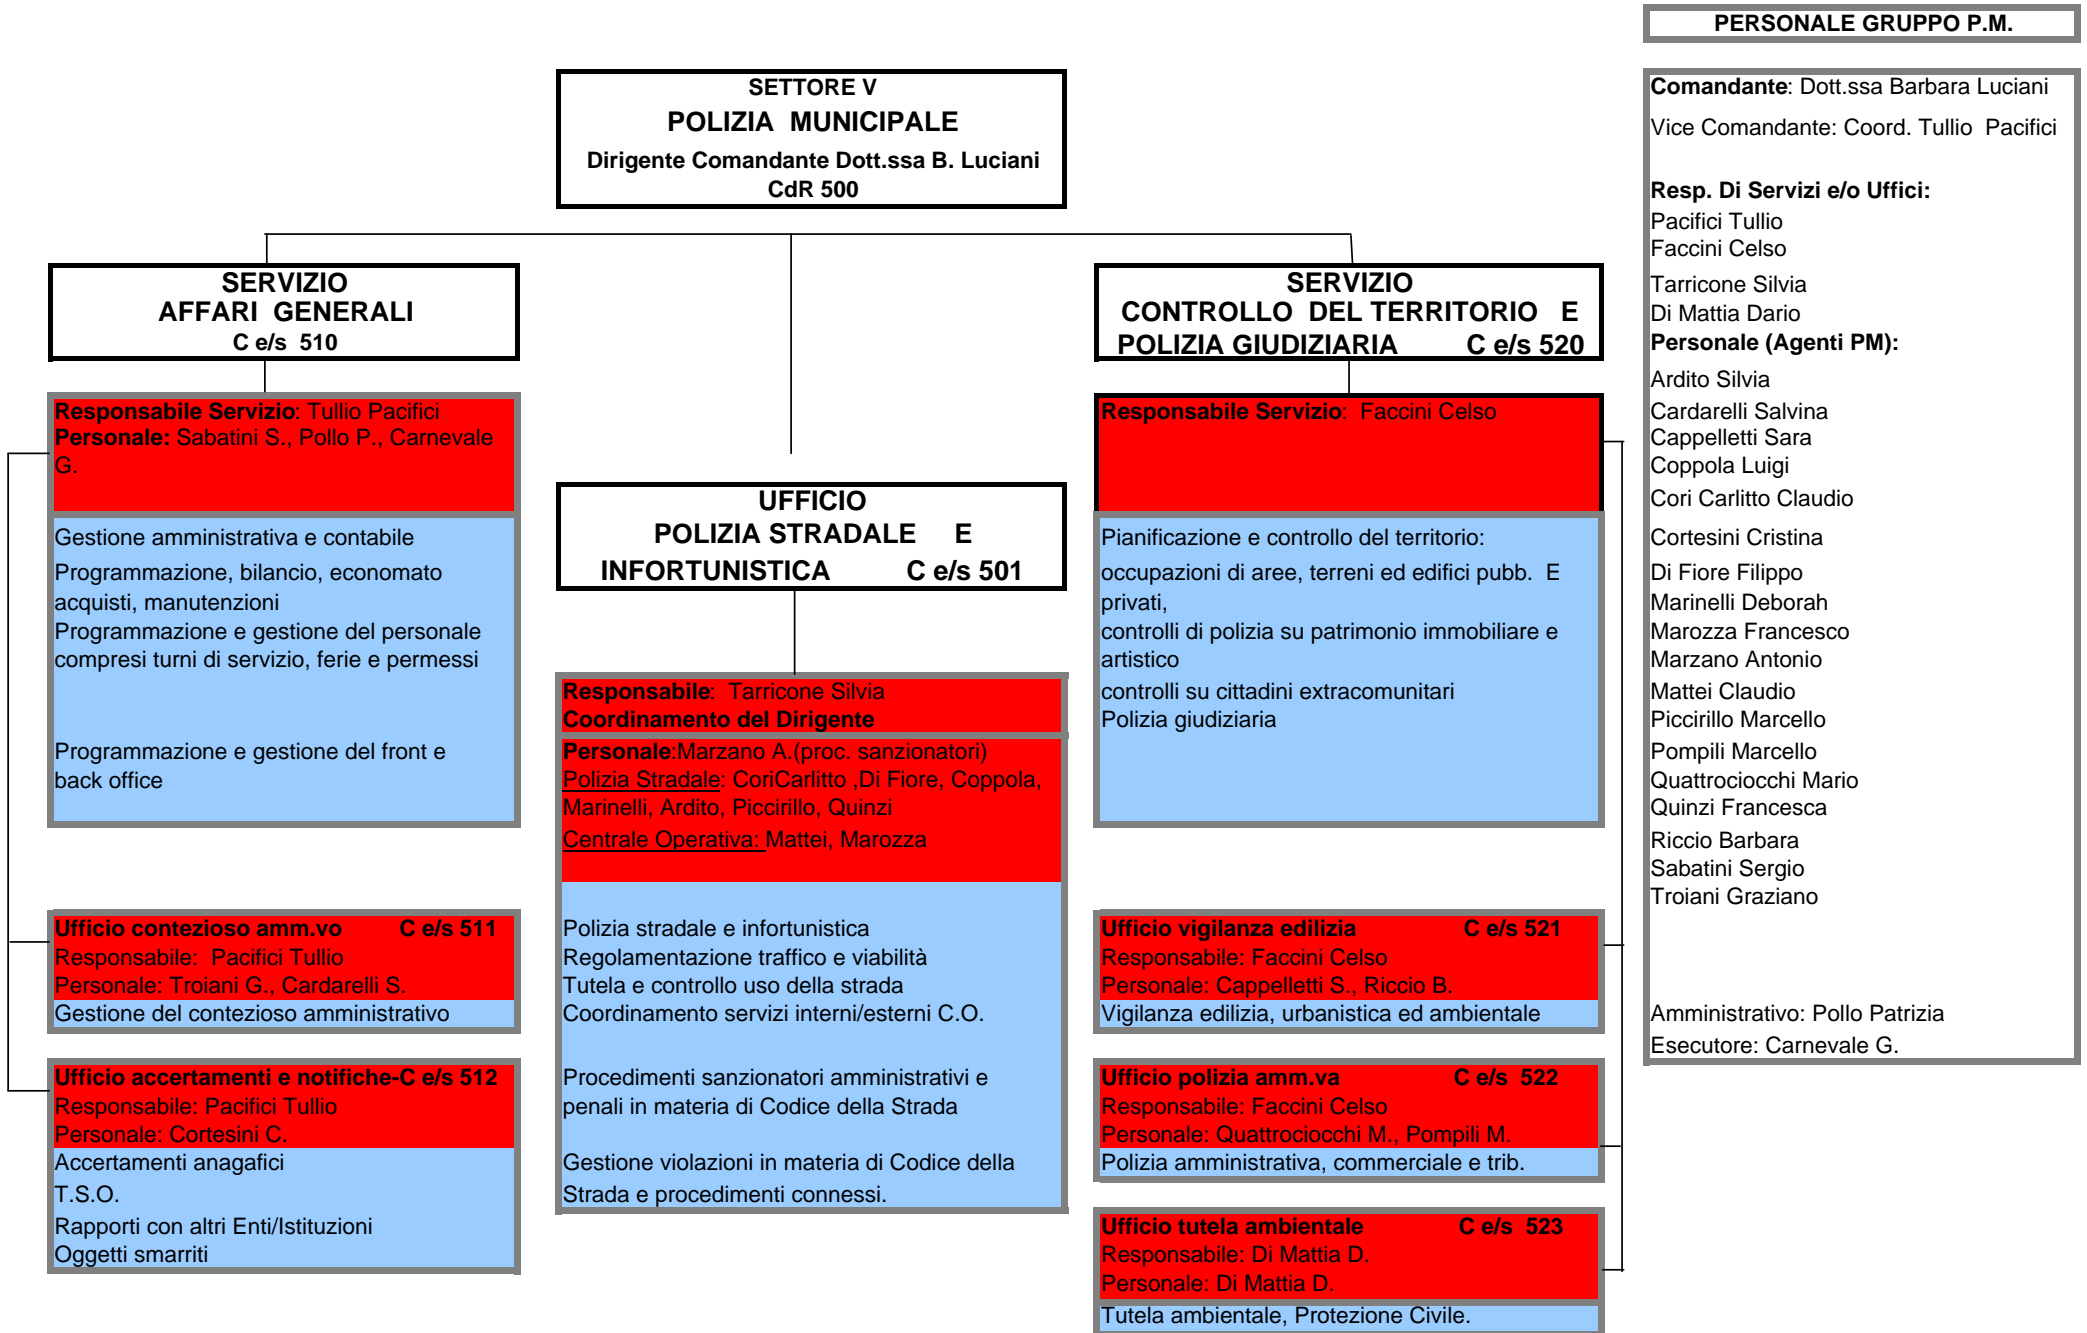 PERSONALE GRUPPO P.M.
SETTORE V
POLIZIA MUNICIPALE
Dirigente Comandante Dott.ssa B. Luciani
CdR 500
SERVIZIO
AFFARI GENERALI
C e/s 510
Responsabile Servizio: Tullio Pacifici
Personale: Sabatini S., Pollo P., Carnevale
G.
Gestione amministrativa e contabile
Programmazione, bilancio, economato
acquisti, manutenzioni
Programmazione e gestione del personale
compresi turni di servizio, ferie e permessi
Programmazione e gestione del front e
back office
Ufficio contezioso amm.vo C e/s 511
Responsabile: Pacifici Tullio
Personale: Troiani G., Cardarelli S.
Gestione del contezioso amministrativo
Ufficio accertamenti e notifiche-C e/s 512
Responsabile: Pacifici Tullio
Personale: Cortesini C.
Accertamenti anagafici
T.S.O.
Rapporti con altri Enti/Istituzioni
Oggetti smarriti
UFFICIO
POLIZIA STRADALE E
INFORTUNISTICA C e/s 501
Responsabile: Tarricone Silvia
Coordinamento del Dirigente
Personale:Marzano A.(proc. sanzionatori)
Polizia Stradale: CoriCarlitto ,Di Fiore, Coppola,
Marinelli, Ardito, Piccirillo, Quinzi
Centrale Operativa: Mattei, Marozza
Polizia stradale e infortunistica
Regolamentazione traffico e viabilità
Tutela e controllo uso della strada
Coordinamento servizi interni/esterni C.O.
Procedimenti sanzionatori amministrativi e
penali in materia di Codice della Strada
Gestione violazioni in materia di Codice della
Strada e procedimenti connessi.
SERVIZIO
CONTROLLO DEL TERRITORIO E
POLIZIA GIUDIZIARIA C e/s 520
Responsabile Servizio: Faccini Celso
Pianificazione e controllo del territorio:
occupazioni di aree, terreni ed edifici pubb. E
privati,
controlli di polizia su patrimonio immobiliare e
artistico
controlli su cittadini extracomunitari
Polizia giudiziaria
Ufficio vigilanza edilizia C e/s 521
Responsabile: Faccini Celso
Personale: Cappelletti S., Riccio B.
Vigilanza edilizia, urbanistica ed ambientale
Ufficio polizia amm.va C e/s 522
Responsabile: Faccini Celso
Personale: Quattrociocchi M., Pompili M.
Polizia amministrativa, commerciale e trib.
Ufficio tutela ambientale C e/s 523
Responsabile: Di Mattia D.
Personale: Di Mattia D.
Tutela ambientale, Protezione Civile.
Comandante: Dott.ssa Barbara Luciani
Vice Comandante: Coord. Tullio Pacifici
Resp. Di Servizi e/o Uffici:
Pacifici Tullio
Faccini Celso
Tarricone Silvia
Di Mattia Dario
Personale (Agenti PM):
Ardito Silvia
Cardarelli Salvina
Cappelletti Sara
Coppola Luigi
Cori Carlitto Claudio
Cortesini Cristina
Di Fiore Filippo
Marinelli Deborah
Marozza Francesco
Marzano Antonio
Mattei Claudio
Piccirillo Marcello
Pompili Marcello
Quattrociocchi Mario
Quinzi Francesca
Riccio Barbara
Sabatini Sergio
Troiani Graziano
Amministrativo: Pollo Patrizia
Esecutore: Carnevale G.